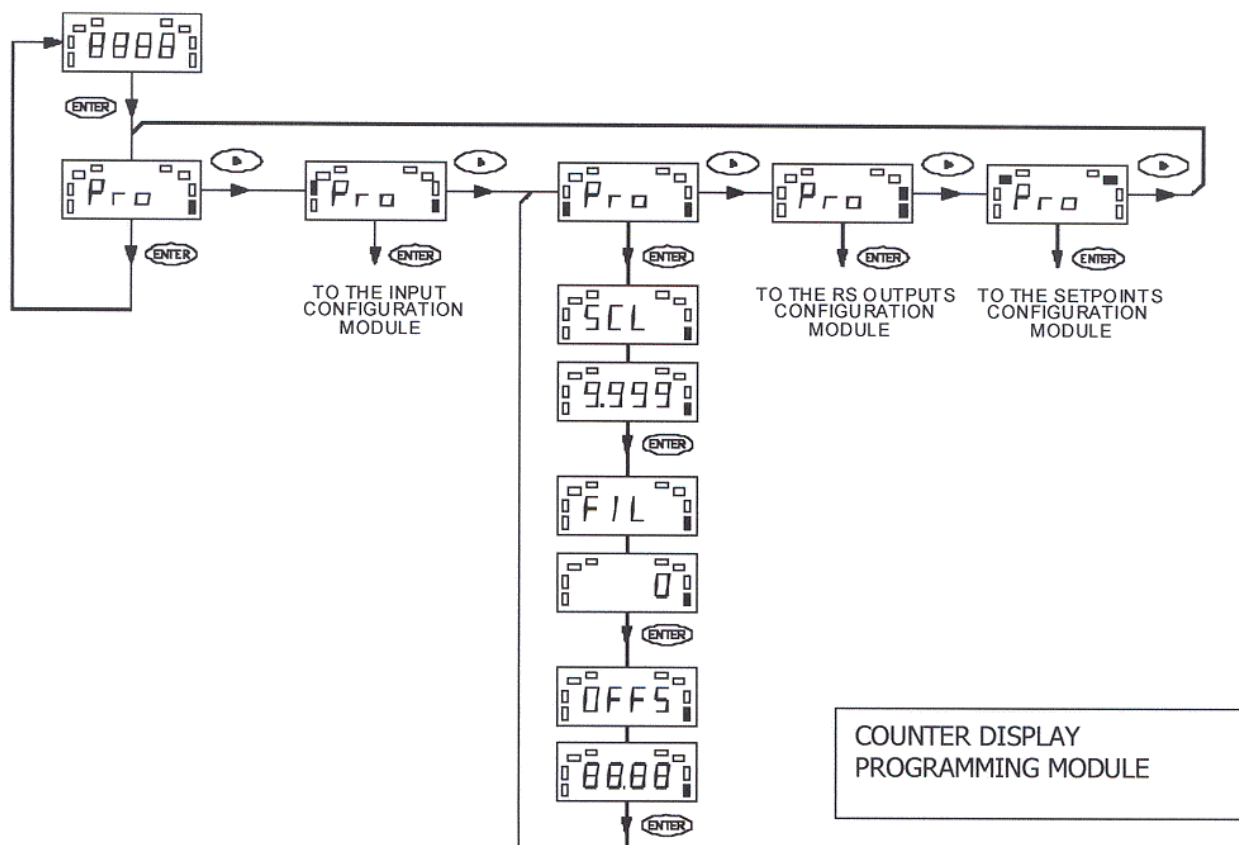 8888
ENTER
Pro
Pro
Pro
Pro
Pro
ENTER
ENTER
ENTER
ENTER
ENTER
TO THE INPUT
CONFIGURATION
MODULE
TO THE RS OUTPUTS
CONFIGURATION
MODULE
TO THE SETPOINTS
CONFIGURATION
MODULE
SCL
9.999
ENTER
FIL
0
ENTER
OFFS
88.88
ENTER
COUNTER DISPLAY
PROGRAMMING MODULE